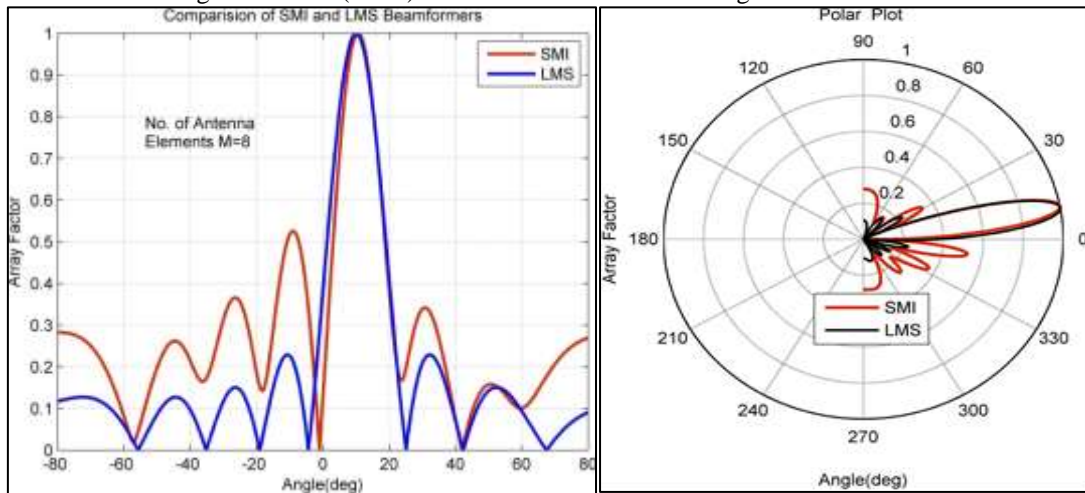 Comparision of SMI and LMS Beamformers
SMI
LMS
No. of Antenna
Elements M=8
Array Factor
1
0.9
0.8
0.7
0.6
0.5
0.4
0.3
0.2
0.1
0
-80 -60 -40 -20 0 20 40 60 80
Angle(deg)
Polar Plot
90
120 60
1
0.8
0.6
150 30
0.4
0.2
Array Factor
180 0
SMI
LMS
210 330
240 300
270
Angle(deg)